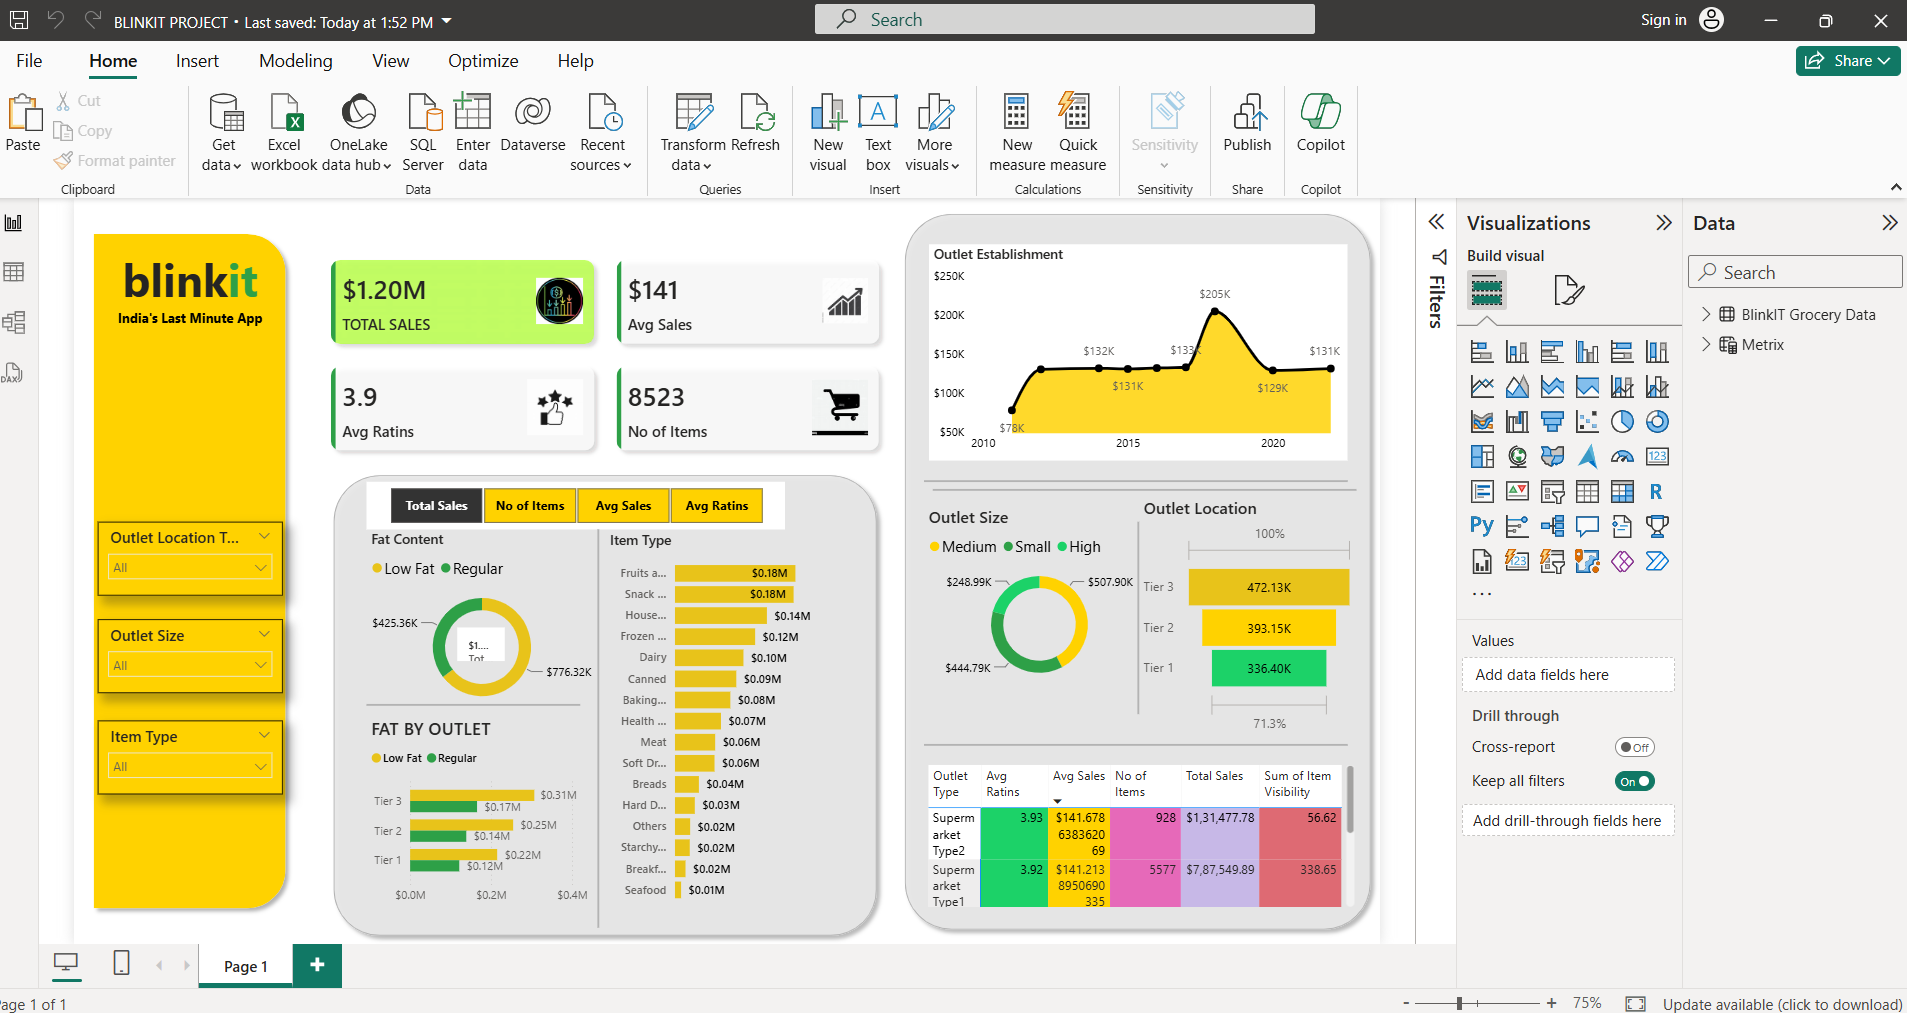 BLINKIT PROJECT • Last saved: Today at 1:52 PM
Search
Sign in
File
Home
Insert
Modeling
View
Optimize
Help
Share
Paste
Cut
Copy
Format painter
Clipboard
Get data
Excel workbook
OneLake data hub
SQL Server
Enter data
Dataverse
Recent sources
Data
Transform data
Refresh
Queries
New visual
Text box
More visuals
Insert
New measure
Quick measure
Calculations
Sensitivity
Sensitivity
Publish
Share
Copilot
Copilot
DAX
blinkit
India's Last Minute App
Outlet Location T...
All
Outlet Size
All
Item Type
All
$1.20M
TOTAL SALES
$141
Avg Sales
3.9
Avg Ratins
8523
No of Items
Total Sales
No of Items
Avg Sales
Avg Ratins
Fat Content
Low Fat
Regular
$425.36K
$1....
Tot
$776.32K
FAT BY OUTLET
Low Fat
Regular
Tier 3
$0.31M
$0.17M
Tier 2
$0.25M
$0.14M
Tier 1
$0.22M
$0.12M
$0.0M
$0.2M
$0.4M
Item Type
Fruits a...
$0.18M
Snack ...
$0.18M
House...
$0.14M
Frozen ...
$0.12M
Dairy
$0.10M
Canned
$0.09M
Baking...
$0.08M
Health ...
$0.07M
Meat
$0.06M
Soft Dr...
$0.06M
Breads
$0.04M
Hard D...
$0.03M
Others
$0.02M
Starchy...
$0.02M
Breakf...
$0.02M
Seafood
$0.01M
Outlet Establishment
$250K
$200K
$150K
$100K
$50K
$78K
$132K
$131K
$133K
$205K
$129K
$131K
2010
2015
2020
Outlet Size
Medium
Small
High
$248.99K
$507.90K
$444.79K
Outlet Location
100%
Tier 3
472.13K
Tier 2
393.15K
Tier 1
336.40K
71.3%
Outlet Type
Avg Ratins
Avg Sales
No of Items
Total Sales
Sum of Item Visibility
Supermarket Type2
3.93
$141.678638362069
928
$1,31,477.78
56.62
Supermarket Type1
3.92
$141.2138950690335
5577
$7,87,549.89
338.65
Filters
Visualizations
Build visual
123
R
Py
123
...
Values
Add data fields here
Drill through
Cross-report
Off
Keep all filters
On
Add drill-through fields here
Data
Search
BlinkIT Grocery Data
Metrix
Page 1
+
age 1 of 1
-
+
75%
Update available (click to download)